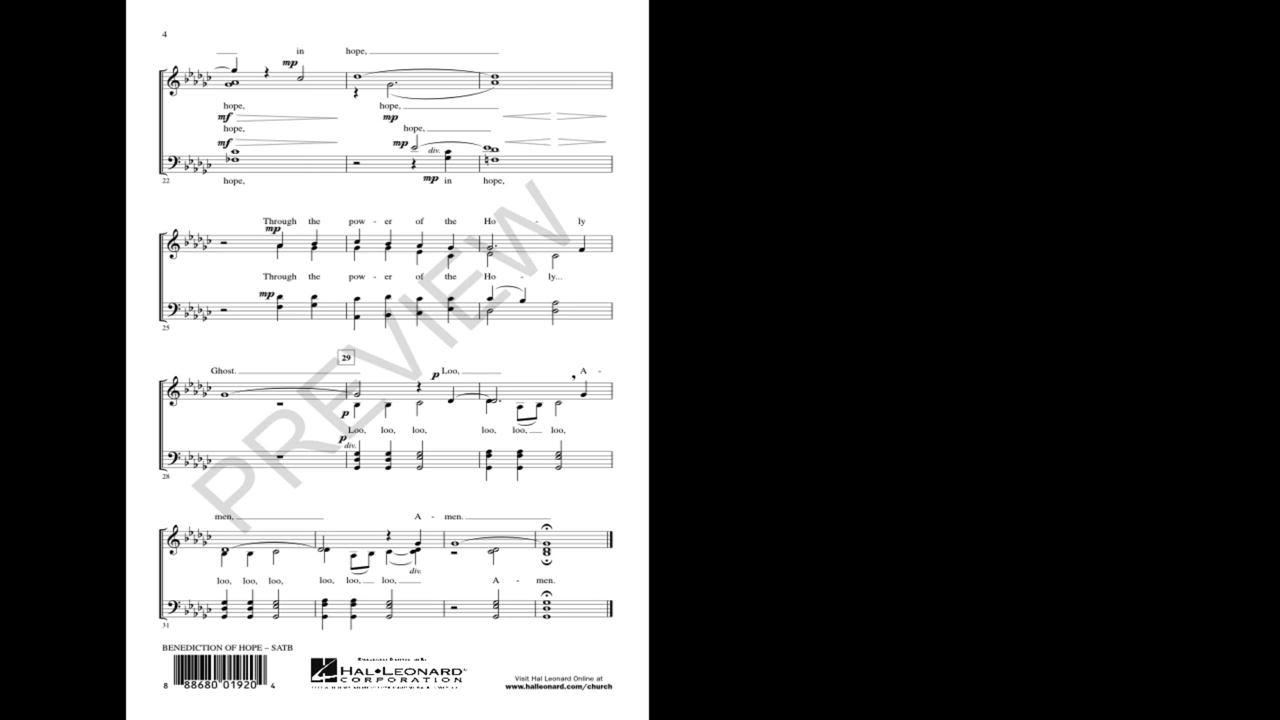 4
in hope,
mp
hope, hope,
mf mp
hope, hope,
mf mp div.
22 hope, mp in hope,
Through the pow - er of the Ho - ly
mp
Through the pow - er of the Ho - ly...
mp
25
29
Ghost. p Loo, A -
p
Loo, loo, loo, loo, loo, loo,
p
div.
28
PREVIEW
men, A - men.
div.
loo, loo, loo, loo, loo, loo, A - men.
31
BENEDICTION OF HOPE – SATB
8 88680 01920 4
HAL•LEONARD
CORPORATION
Visit Hal Leonard Online at
www.halleonard.com/church